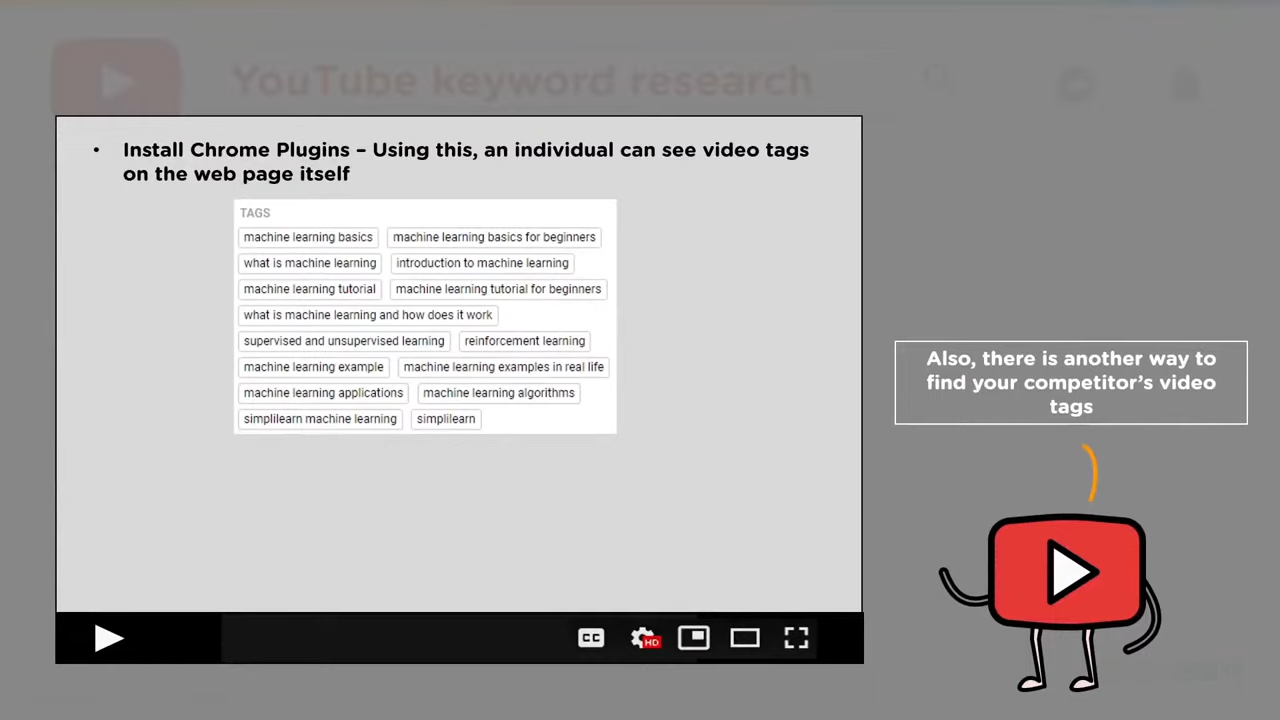 YouTube keyword research
• Install Chrome Plugins – Using this, an individual can see video tags
on the web page itself
TAGS
machine learning basics machine learning basics for beginners
what is machine learning introduction to machine learning
machine learning tutorial machine learning tutorial for beginners
what is machine learning and how does it work
supervised and unsupervised learning reinforcement learning
machine learning example machine learning examples in real life
machine learning applications machine learning algorithms
simplilearn machine learning simplilearn
Also, there is another way to
find your competitor's video
tags
CC
HD